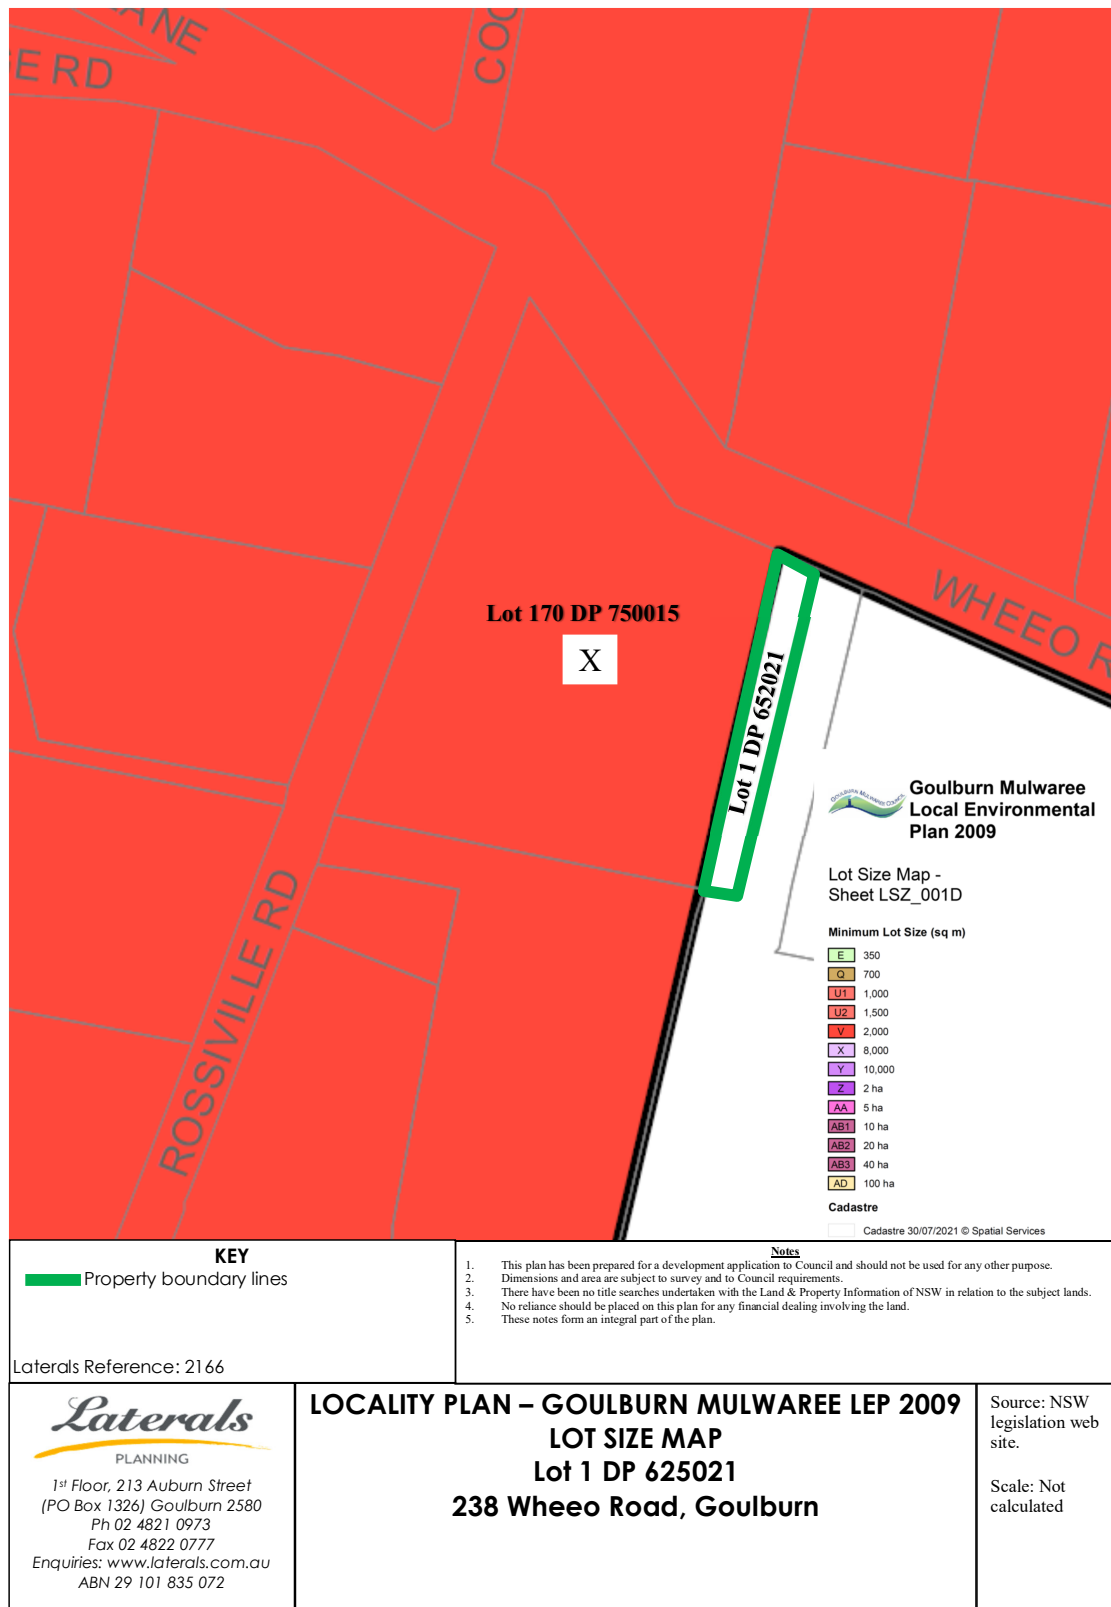 ANE
E RD
COO
Lot 170 DP 750015
X
WHEEO R
Lot 1 DP 652021
ROSSIVILLE RD
GOULBURN MULWAREE COUNCIL
Goulburn Mulwaree
Local Environmental
Plan 2009
Lot Size Map -
Sheet LSZ_001D
Minimum Lot Size (sq m)
E 350
Q 700
U1 1,000
U2 1,500
V 2,000
X 8,000
Y 10,000
Z 2 ha
AA 5 ha
AB1 10 ha
AB2 20 ha
AB3 40 ha
AD 100 ha
Cadastre
Cadastre 30/07/2021 © Spatial Services
KEY
Property boundary lines
Laterals Reference: 2166
Notes
1. This plan has been prepared for a development application to Council and should not be used for any other purpose.
2. Dimensions and area are subject to survey and to Council requirements.
3. There have been no title searches undertaken with the Land & Property Information of NSW in relation to the subject lands.
4. No reliance should be placed on this plan for any financial dealing involving the land.
5. These notes form an integral part of the plan.
Laterals
PLANNING
1st Floor, 213 Auburn Street
(PO Box 1326) Goulburn 2580
Ph 02 4821 0973
Fax 02 4822 0777
Enquiries: www.laterals.com.au
ABN 29 101 835 072
LOCALITY PLAN – GOULBURN MULWAREE LEP 2009
LOT SIZE MAP
Lot 1 DP 625021
238 Wheeo Road, Goulburn
Source: NSW
legislation web
site.
Scale: Not
calculated